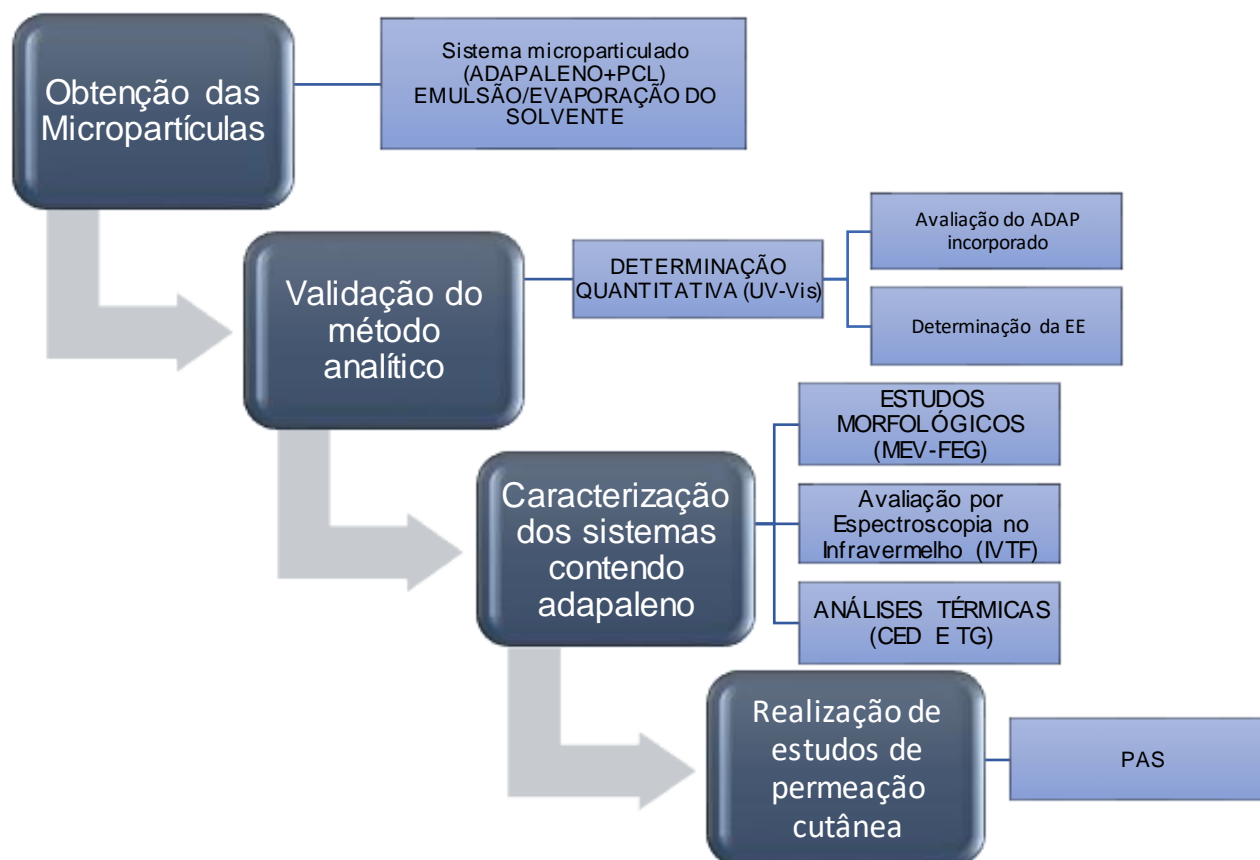 Obtenção das
Micropartículas
Sistema microparticulado
(ADAPALENO+PCL)
EMULSÃO/EVAPORAÇÃO DO
SOLVENTE
Validação do
método
analítico
DETERMINAÇÃO
QUANTITATIVA (UV-Vis)
Avaliação do ADAP
incorporado
Determinação da EE
Caracterização
dos sistemas
contendo
adapaleno
ESTUDOS
MORFOLÓGICOS
(MEV-FEG)
Avaliação por
Espectroscopia no
Infravermelho (IVTF)
ANÁLISES TÉRMICAS
(CED E TG)
Realização de
estudos de
permeação
cutânea
PAS